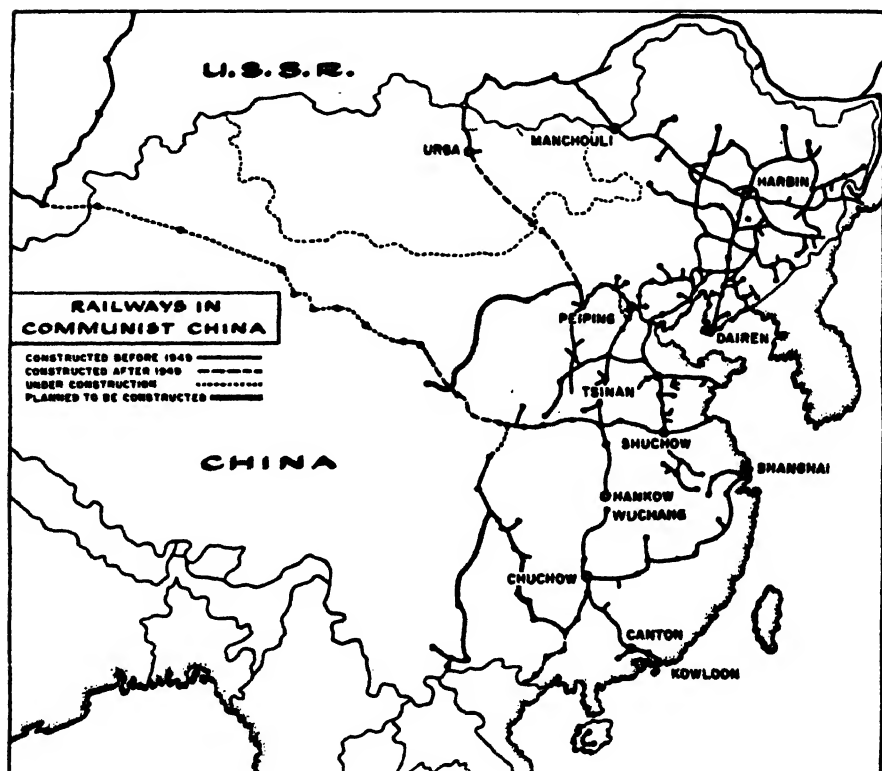 U.S.S.R.
URGA
MANCHOULI
HARBIN
RAILWAYS IN
COMMUNIST CHINA
CONSTRUCTED BEFORE 1949
CONSTRUCTED AFTER 1949
UNDER CONSTRUCTION
PLANNED TO BE CONSTRUCTED
PEIPING
DAIREN
TSINAN
SHUCHOW
CHINA
SHANGHAI
HANKOW
WUCHANG
CHUCHOW
CANTON
KOWLOON